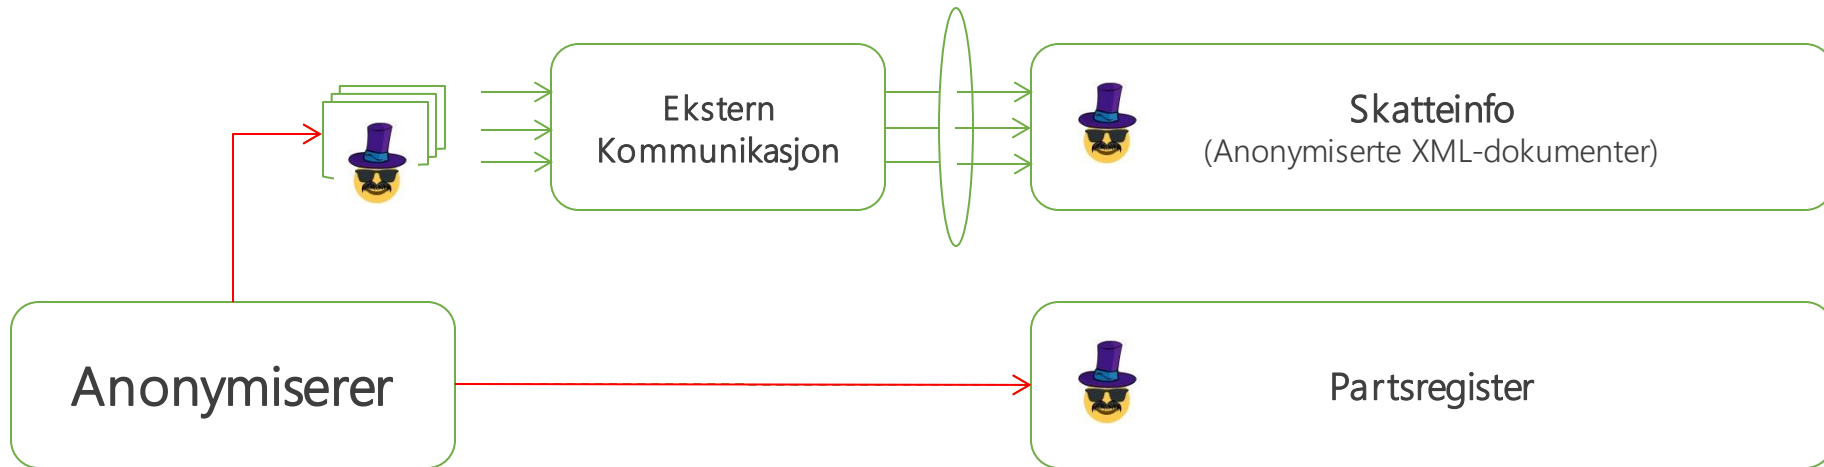 Ekstern
Kommunikasjon
Skatteinfo
(Anonymiserte XML-dokumenter)
Anonymiserer
Partsregister